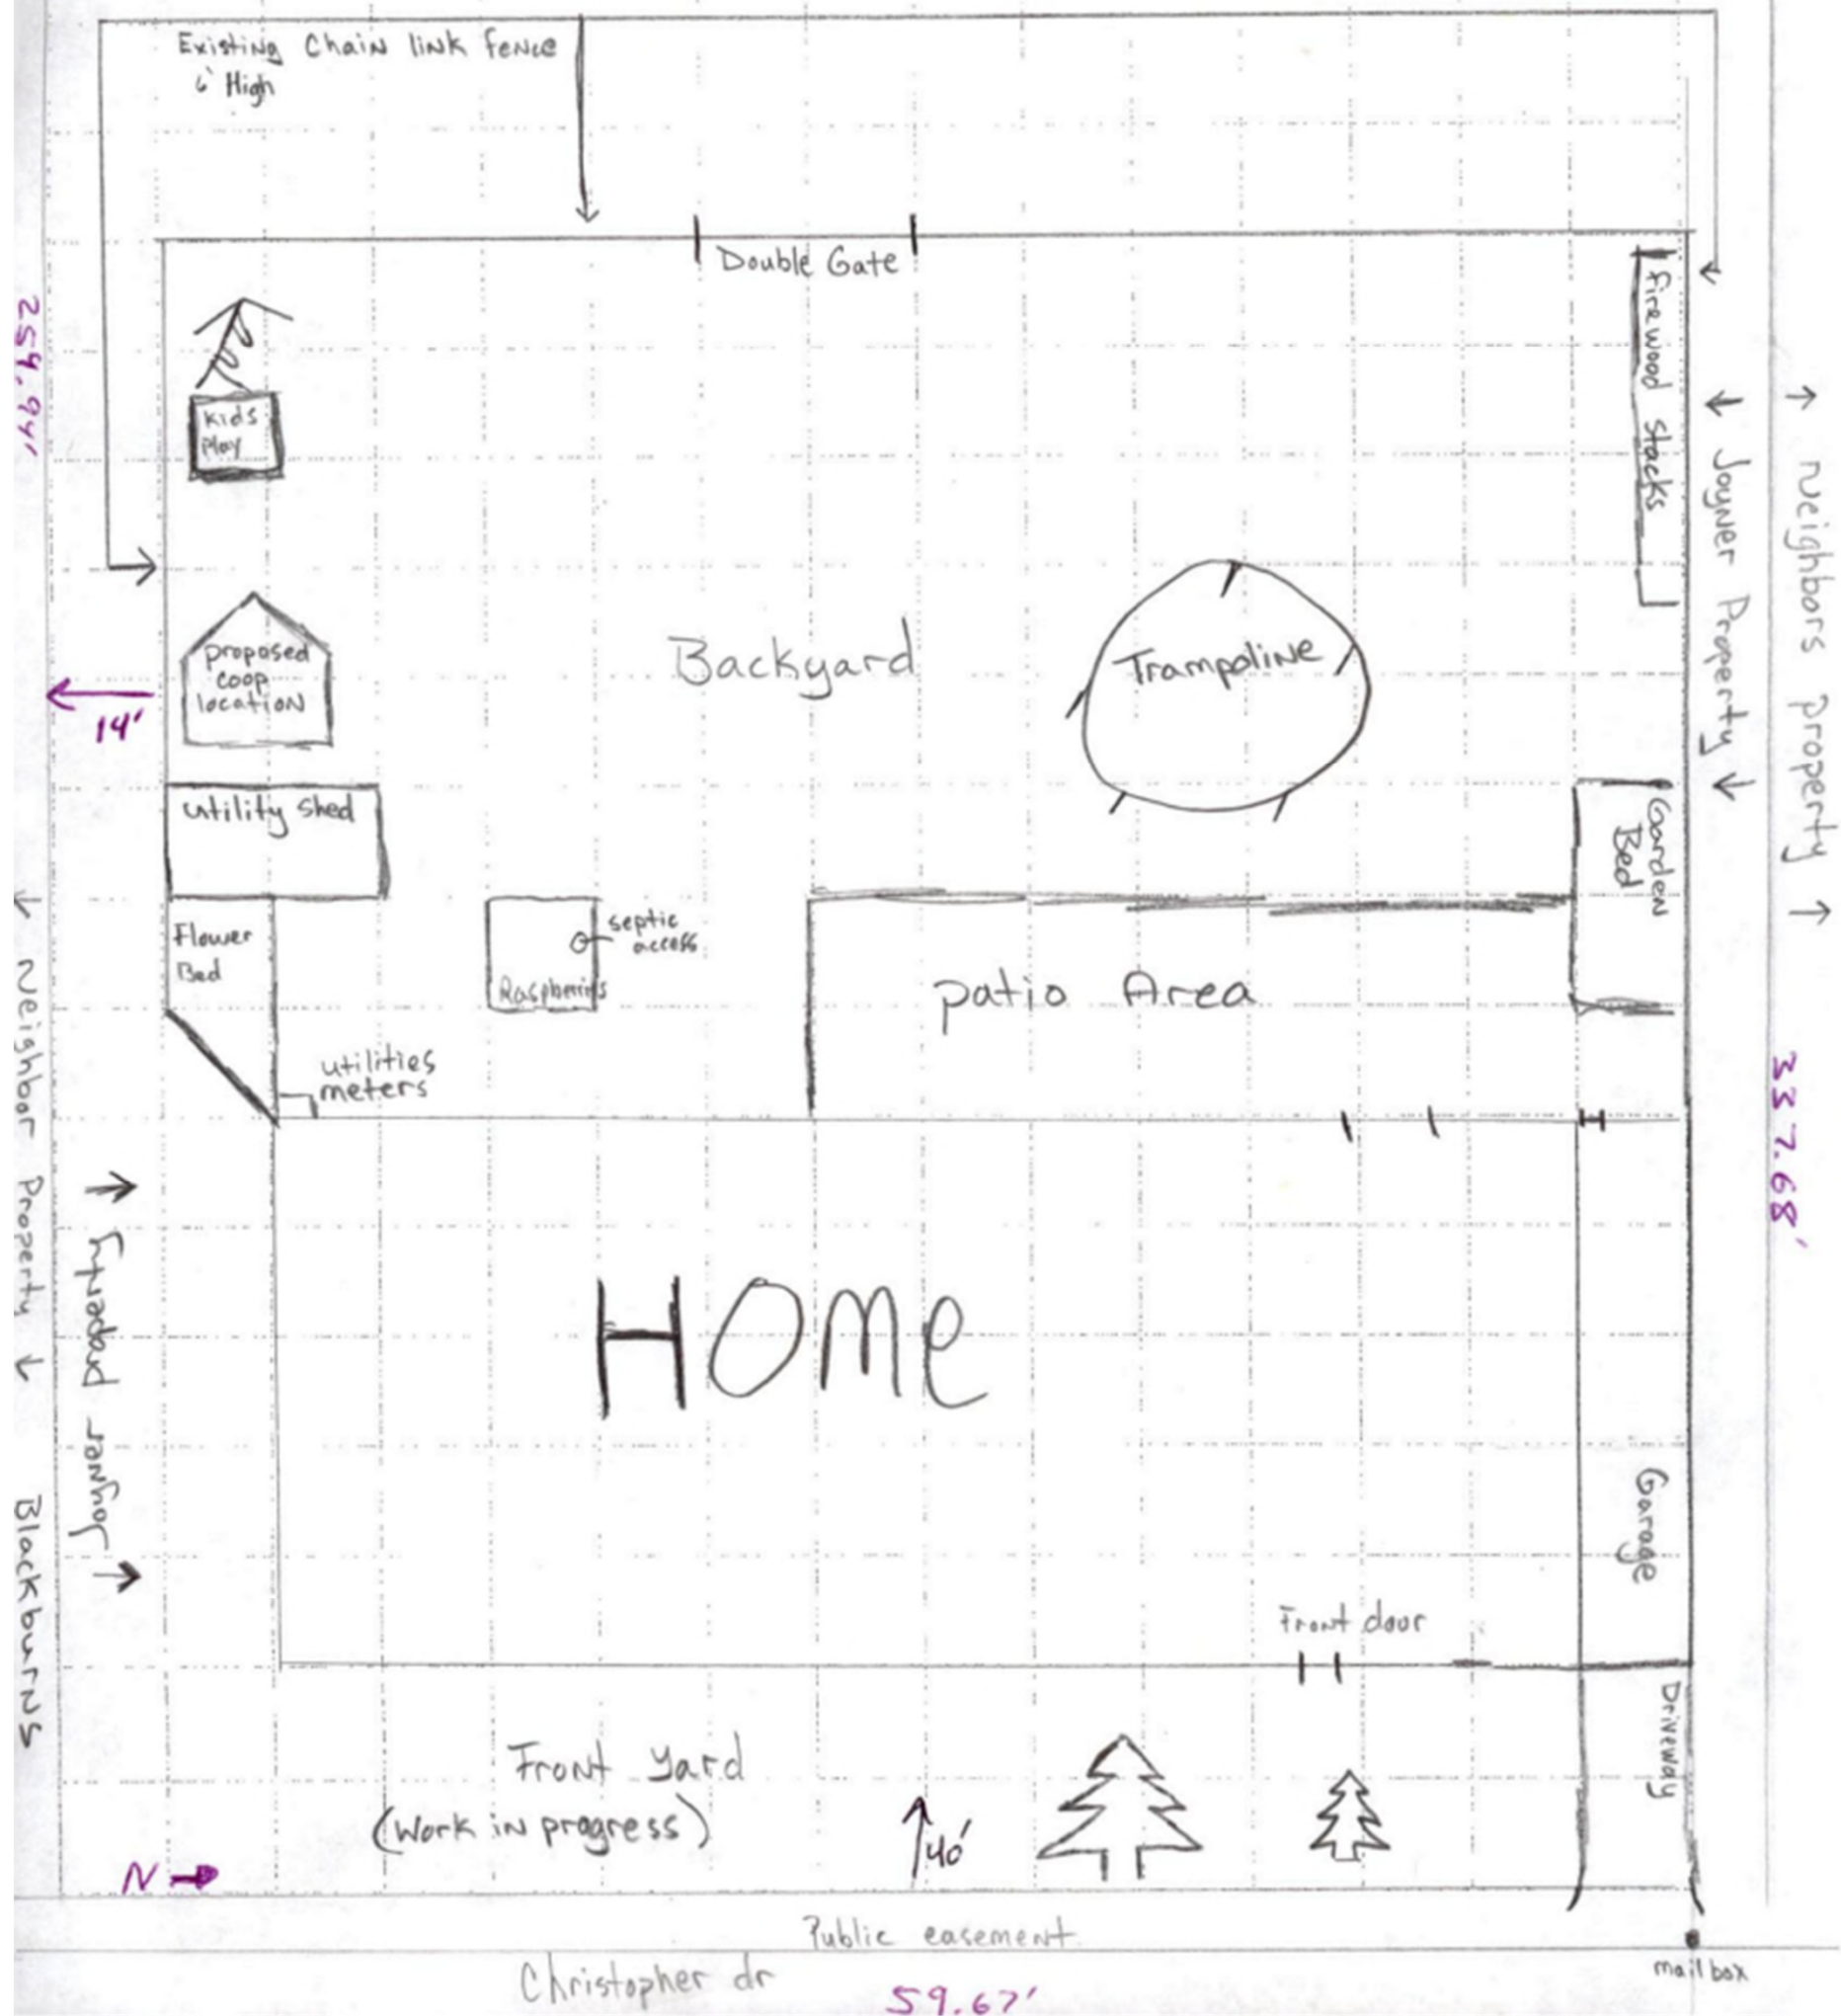 Existing Chain link fence
6' High
Double Gate
firewood stacks
kids
Play
259.94'
← Joyner Property ←
↑ Neighbors property ↑
proposed
coop
location
14'
Backyard
Trampoline
utility shed
Garden
Bed
Flower
Bed
septic
access
Raspberries
patio Area
utilities
meters
337.68'
↓ Neighbor Property ↓ Blackburns
→ Joyner property →
HOme
Garage
Front door
Driveway
Front Yard
(Work in progress)
40'
N →
Public easement
Christopher dr
59.67'
mailbox